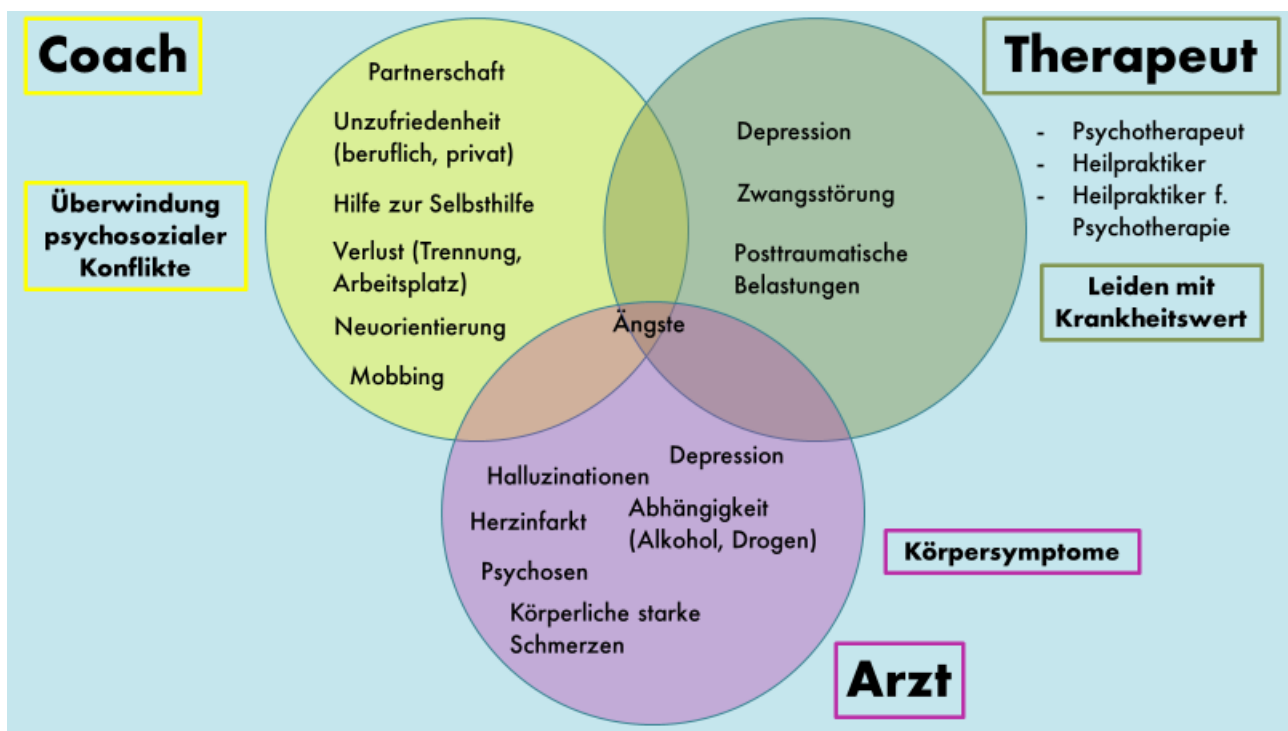 Coach
Überwindung
psychosozialer
Konflikte
Partnerschaft
Unzufriedenheit
(beruflich, privat)
Hilfe zur Selbsthilfe
Verlust (Trennung,
Arbeitsplatz)
Neuorientierung
Mobbing
Ängste
Depression
Zwangsstörung
Posttraumatische
Belastungen
Therapeut
- Psychotherapeut
- Heilpraktiker
- Heilpraktiker f.
Psychotherapie
Leiden mit
Krankheitswert
Depression
Halluzinationen
Abhängigkeit
(Alkohol, Drogen)
Herzinfarkt
Psychosen
Körperliche starke
Schmerzen
Körpersymptome
Arzt